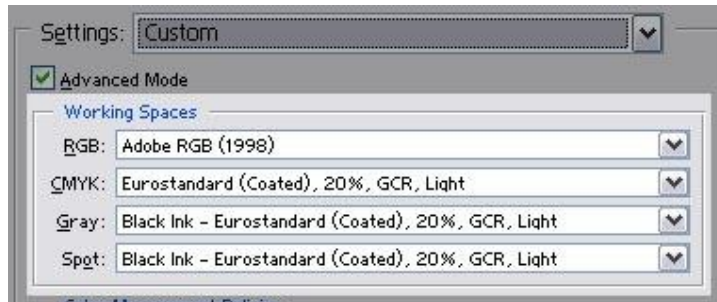 Settings: Custom
Advanced Mode
Working Spaces
RGB: Adobe RGB (1998)
CMYK: Eurostandard (Coated), 20%, GCR, Light
Gray: Black Ink - Eurostandard (Coated), 20%, GCR, Light
Spot: Black Ink - Eurostandard (Coated), 20%, GCR, Light